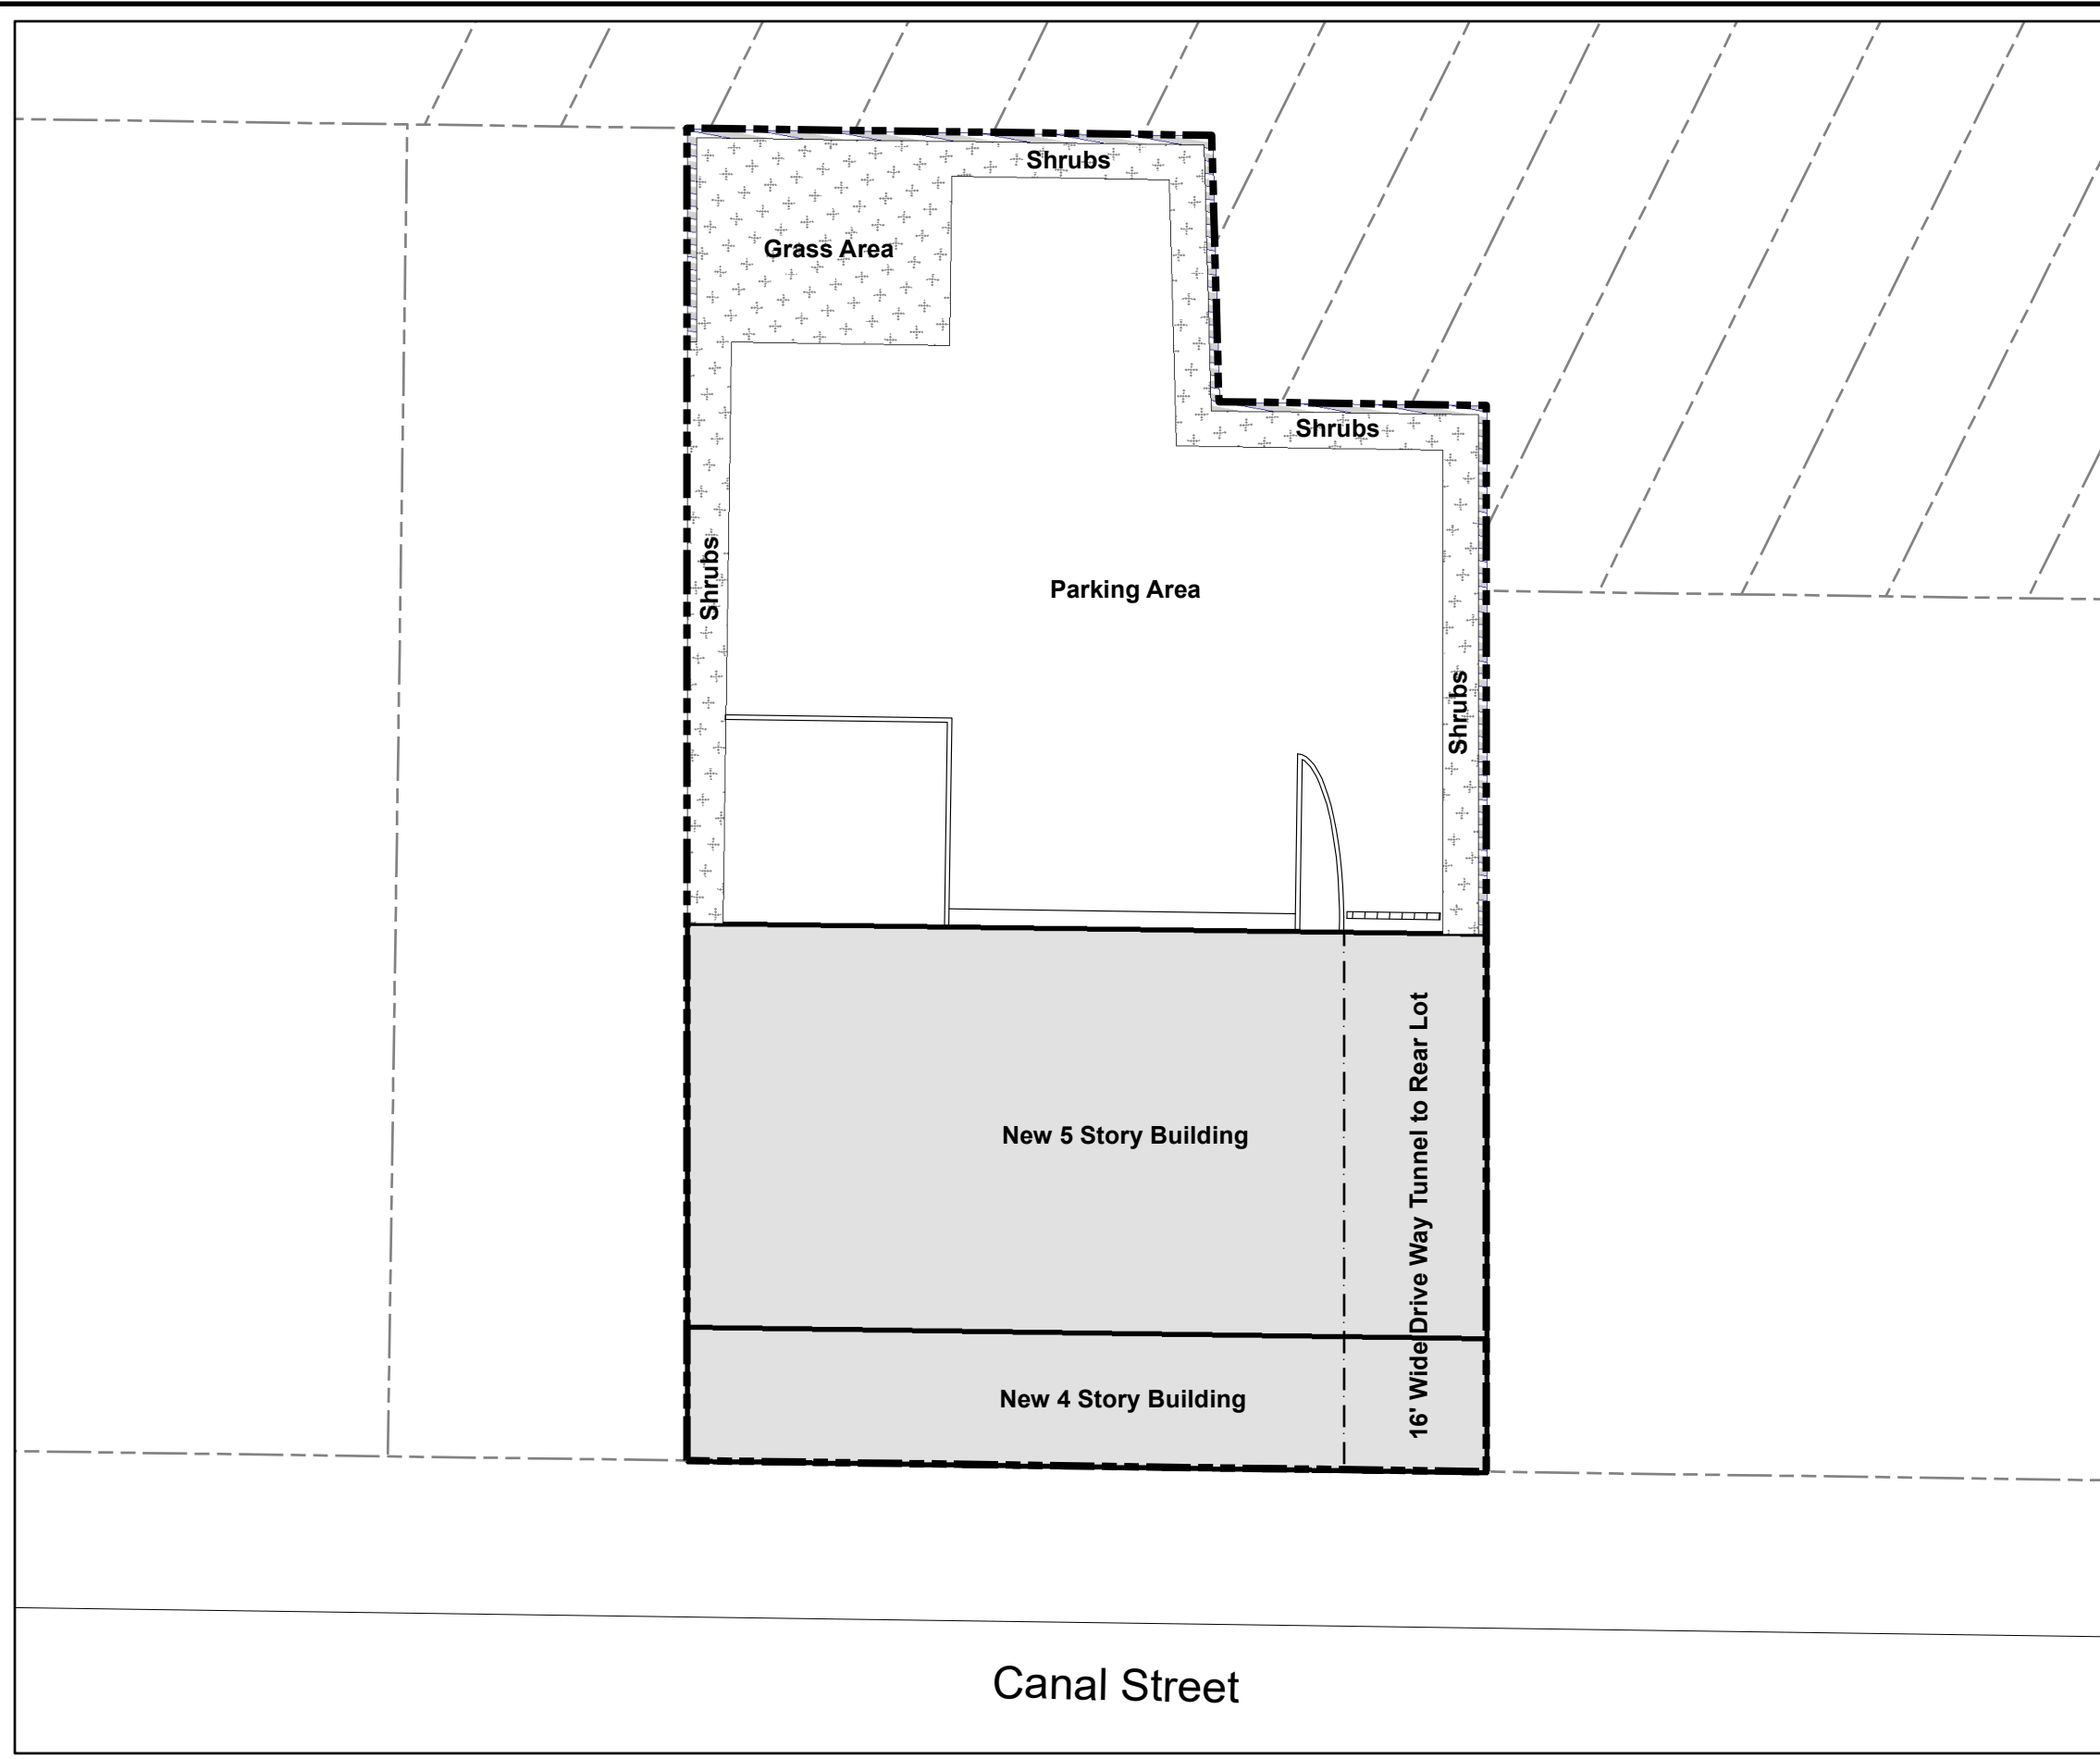 Shrubs
Grass Area
Shrubs
Shrubs
Parking Area
Shrubs
New 5 Story Building
16' Wide Drive Way Tunnel to Rear Lot
New 4 Story Building
Canal Street